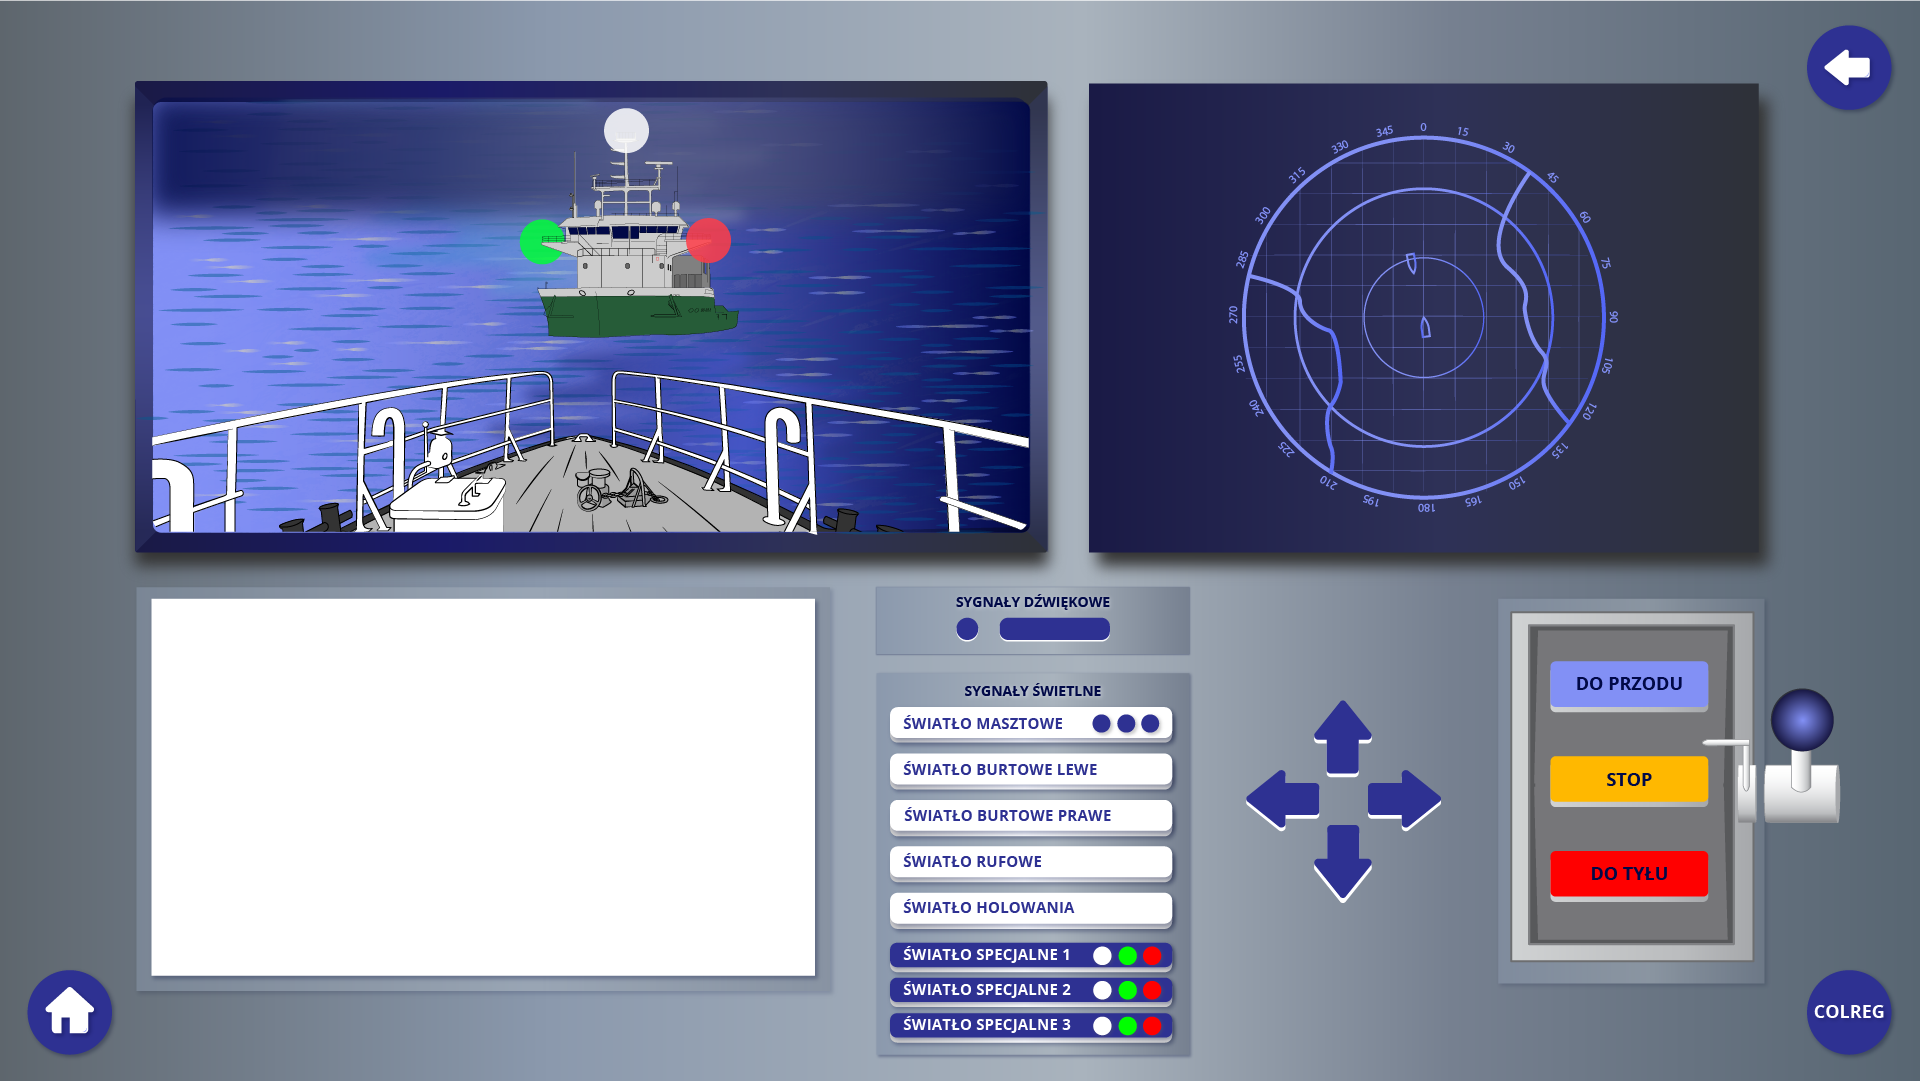 0
15
30
45
60
75
90
105
120
135
150
165
180
195
210
225
240
255
270
285
300
315
330
345
SYGNAŁY DŹWIĘKOWE
SYGNAŁY ŚWIETLNE
ŚWIATŁO MASZTOWE
ŚWIATŁO BURTOWE LEWE
ŚWIATŁO BURTOWE PRAWE
ŚWIATŁO RUFOWE
ŚWIATŁO HOLOWANIA
ŚWIATŁO SPECJALNE 1
ŚWIATŁO SPECJALNE 2
ŚWIATŁO SPECJALNE 3
DO PRZODU
STOP
DO TYŁU
COLREG